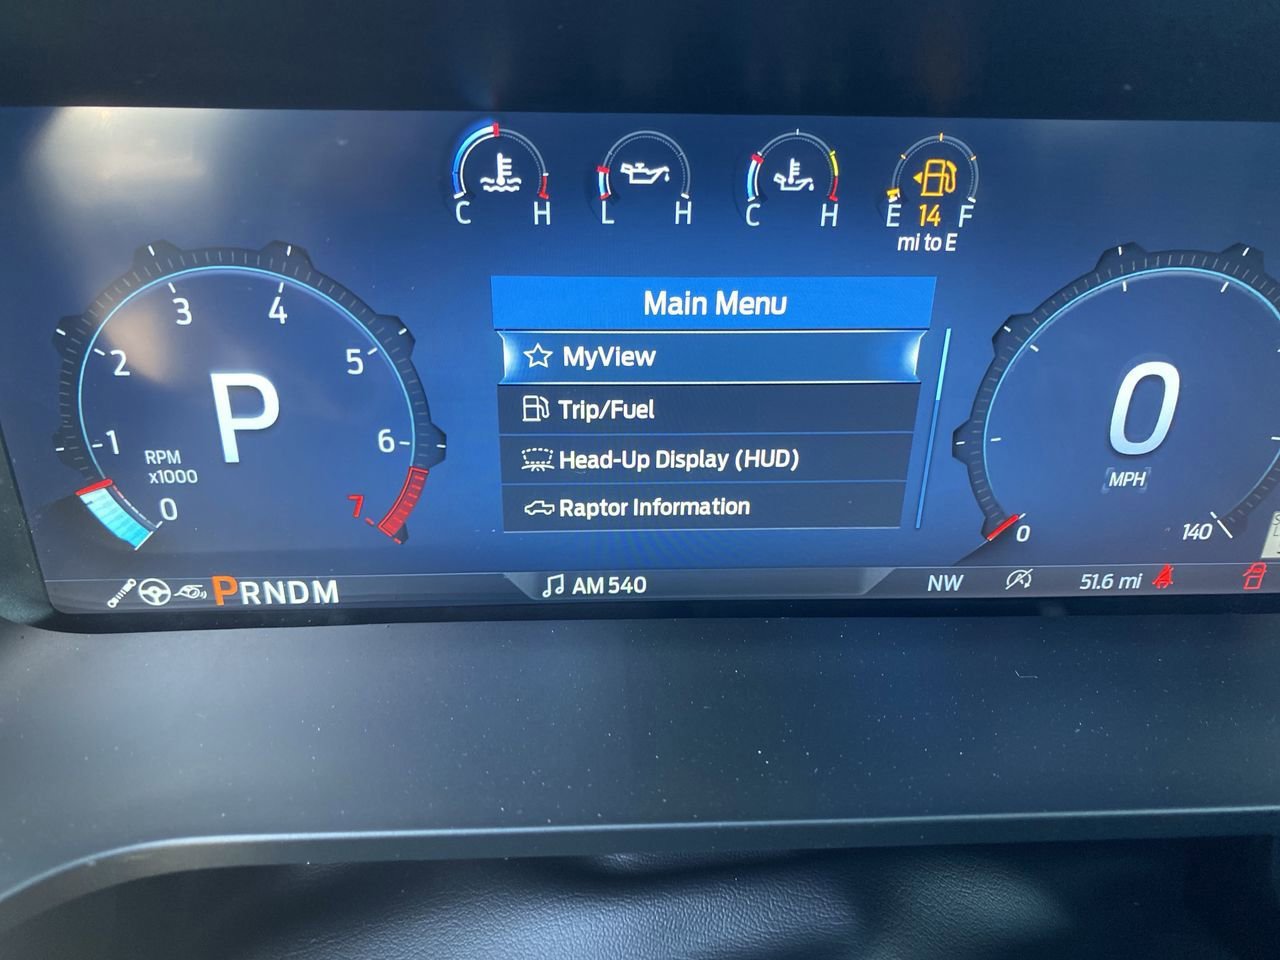 C H
L H
C H
E 14 F
mi to E
Main Menu
MyView
Trip/Fuel
Head-Up Display (HUD)
Raptor Information
0
1
2
3
4
5
6
7
RPM
x1000
P
0
MPH
0
140
PRNDM
AM 540
NW
51.6 mi